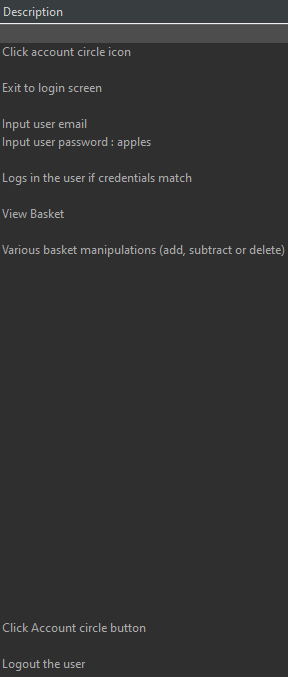 Description
Click account circle icon
Exit to login screen
Input user email
Input user password : apples
Logs in the user if credentials match
View Basket
Various basket manipulations (add, subtract or delete)
Click Account circle button
Logout the user